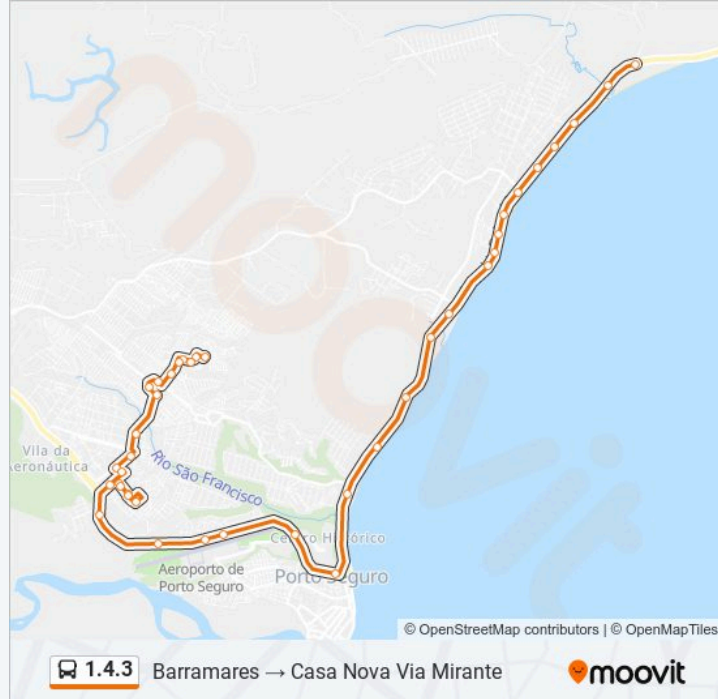 moovit
Vila da
Aeronáutica
Rio São Francisco
Centro Histórico
Aeroporto de
Porto Seguro
Porto Seguro
© OpenStreetMap contributors | © OpenMapTiles
1.4.3 Barramares → Casa Nova Via Mirante
moovit